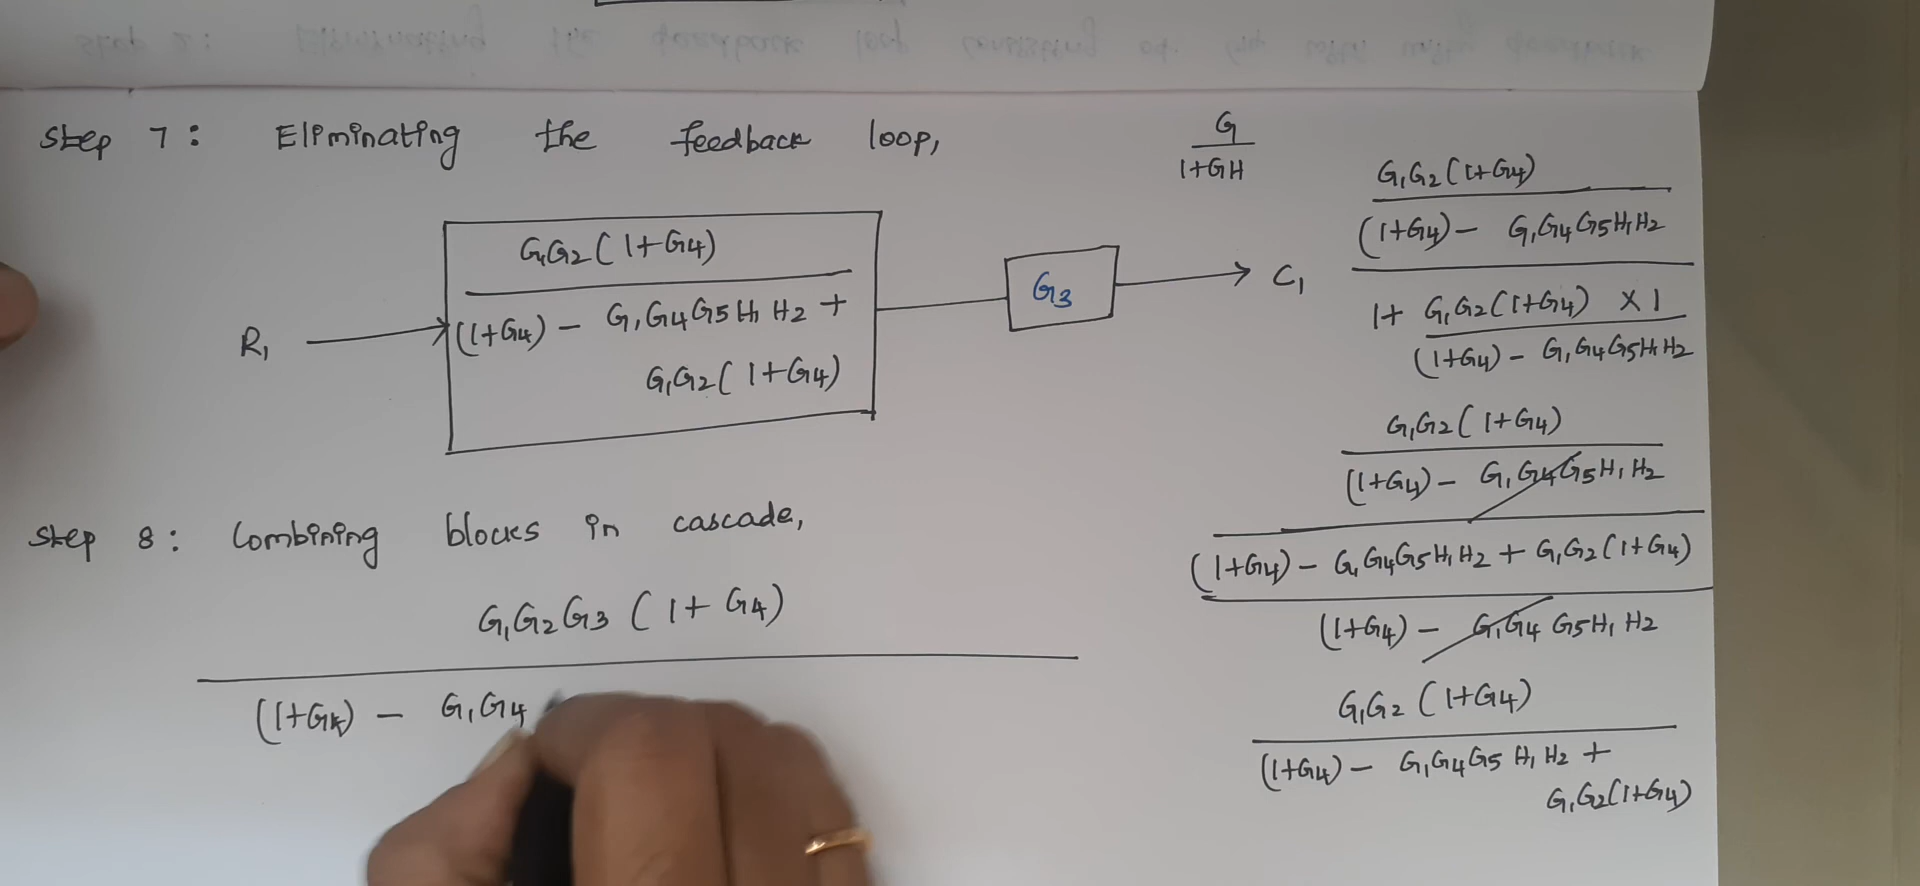 Step 7: Eliminating the feedback loop,
G
1+GH
G1G2(1+G4)
(1+G4) - G1G4G5H1H2
1+ G1G2(1+G4) X 1
(1+G4) - G1G4G5H1H2
G1G2(1+G4)
(1+G4) - G1G4G5H1H2 +
G1G2(1+G4)
R1
G3
C1
G1G2(1+G4)
(1+G4) - G1G4G5H1H2
(1+G4) - G1G4G5H1H2 + G1G2(1+G4)
(1+G4) - G1G4G5H1H2
G1G2(1+G4)
(1+G4) - G1G4G5H1H2 +
G1G2(1+G4)
Step 8: Combining blocks in cascade,
G1G2G3(1+G4)
(1+G4) - G1G4